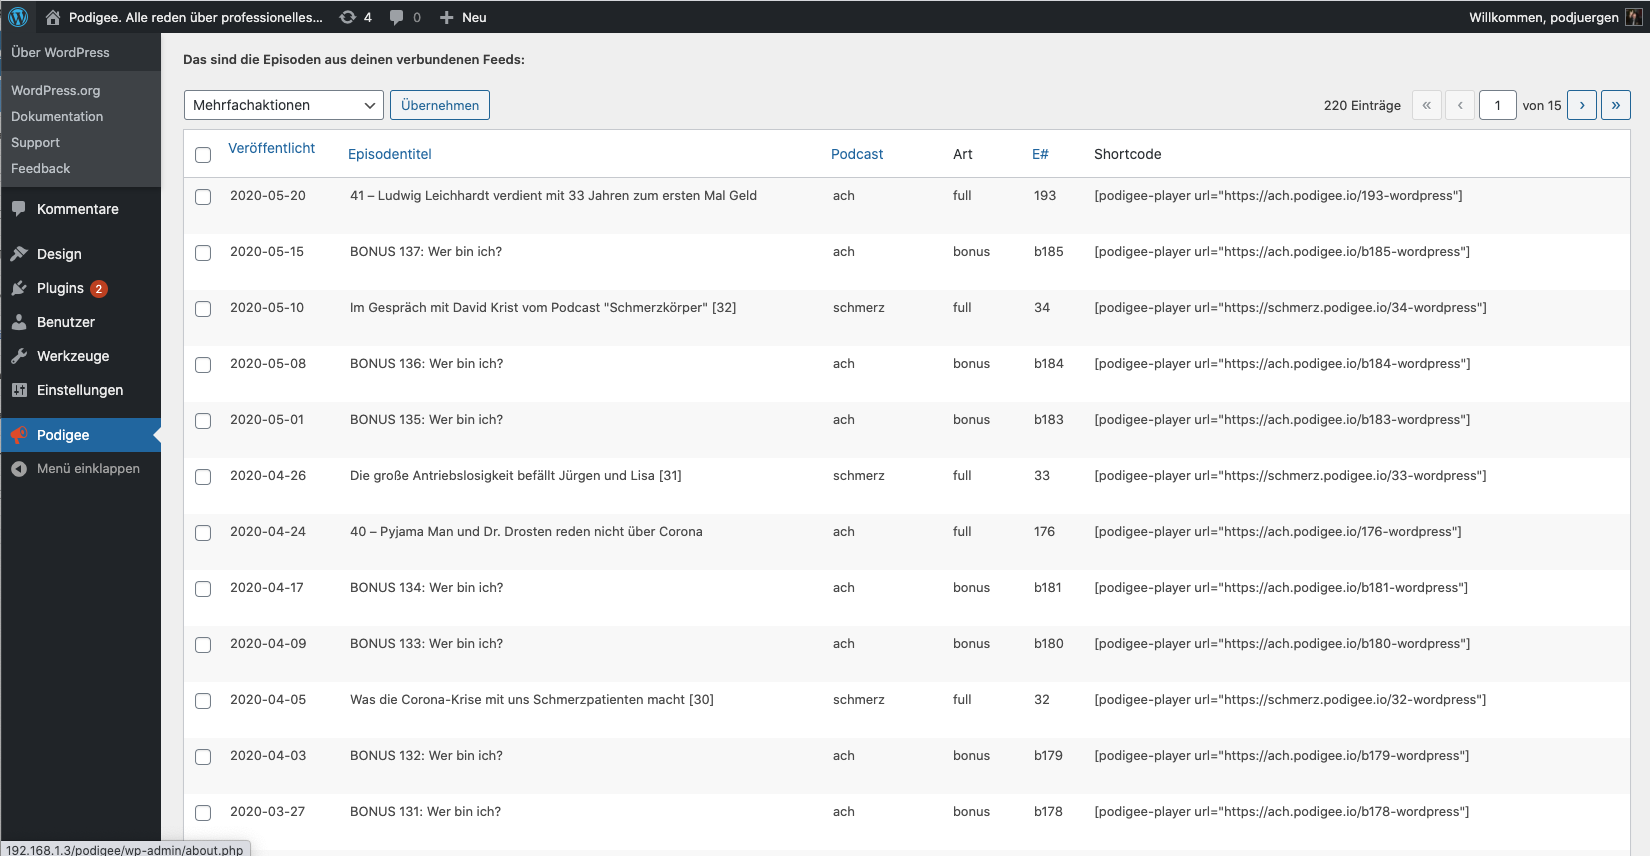 Podigee. Alle reden über professionelles... 4 0 Neu Willkommen, podjuergen
Über WordPress
WordPress.org
Dokumentation
Support
Feedback
Kommentare
Design
Plugins 2
Benutzer
Werkzeuge
Einstellungen
Podigee
Menü einklappen
Das sind die Episoden aus deinen verbundenen Feeds:
Mehrfachaktionen Übernehmen 220 Einträge « ‹ 1 von 15 › »
Veröffentlicht Episodentitel Podcast Art E# Shortcode
2020-05-20 41 – Ludwig Leichhardt verdient mit 33 Jahren zum ersten Mal Geld ach full 193 [podigee-player url="https://ach.podigee.io/193-wordpress"]
2020-05-15 BONUS 137: Wer bin ich? ach bonus b185 [podigee-player url="https://ach.podigee.io/b185-wordpress"]
2020-05-10 Im Gespräch mit David Krist vom Podcast "Schmerzkörper" [32] schmerz full 34 [podigee-player url="https://schmerz.podigee.io/34-wordpress"]
2020-05-08 BONUS 136: Wer bin ich? ach bonus b184 [podigee-player url="https://ach.podigee.io/b184-wordpress"]
2020-05-01 BONUS 135: Wer bin ich? ach bonus b183 [podigee-player url="https://ach.podigee.io/b183-wordpress"]
2020-04-26 Die große Antriebslosigkeit befällt Jürgen und Lisa [31] schmerz full 33 [podigee-player url="https://schmerz.podigee.io/33-wordpress"]
2020-04-24 40 – Pyjama Man und Dr. Drosten reden nicht über Corona ach full 176 [podigee-player url="https://ach.podigee.io/176-wordpress"]
2020-04-17 BONUS 134: Wer bin ich? ach bonus b181 [podigee-player url="https://ach.podigee.io/b181-wordpress"]
2020-04-09 BONUS 133: Wer bin ich? ach bonus b180 [podigee-player url="https://ach.podigee.io/b180-wordpress"]
2020-04-05 Was die Corona-Krise mit uns Schmerzpatienten macht [30] schmerz full 32 [podigee-player url="https://schmerz.podigee.io/32-wordpress"]
2020-04-03 BONUS 132: Wer bin ich? ach bonus b179 [podigee-player url="https://ach.podigee.io/b179-wordpress"]
2020-03-27 BONUS 131: Wer bin ich? ach bonus b178 [podigee-player url="https://ach.podigee.io/b178-wordpress"]
192.168.1.3/podigee/wp-admin/about.php